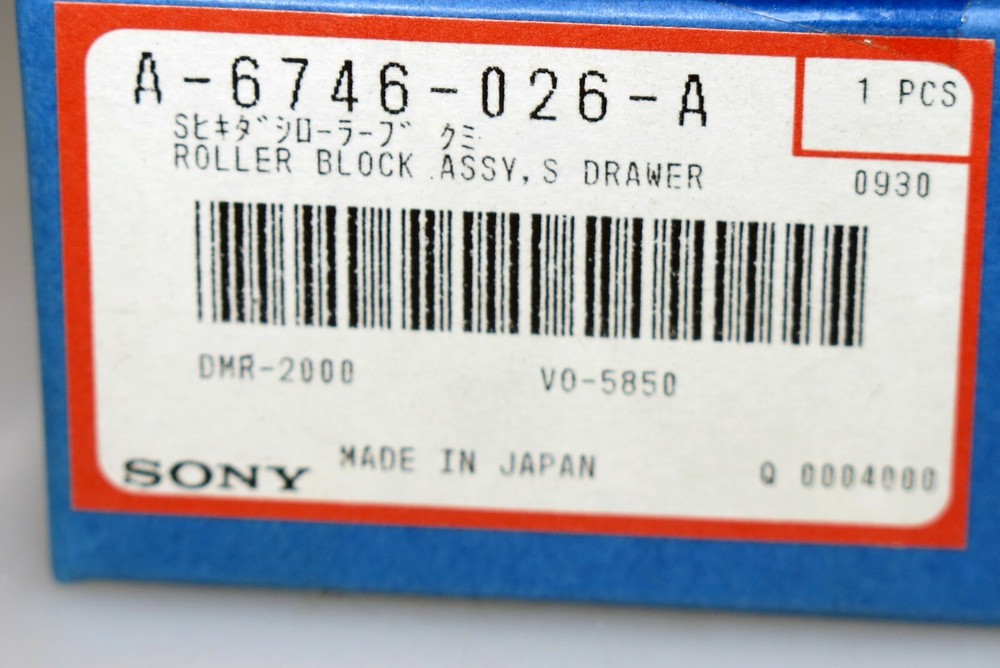 A-6746-026-A
1 PCS
Sヒキダシローラーブ クミ
ROLLER BLOCK ASSY,S DRAWER
0930
DMR-2000 VO-5850
SONY MADE IN JAPAN Q 0004000